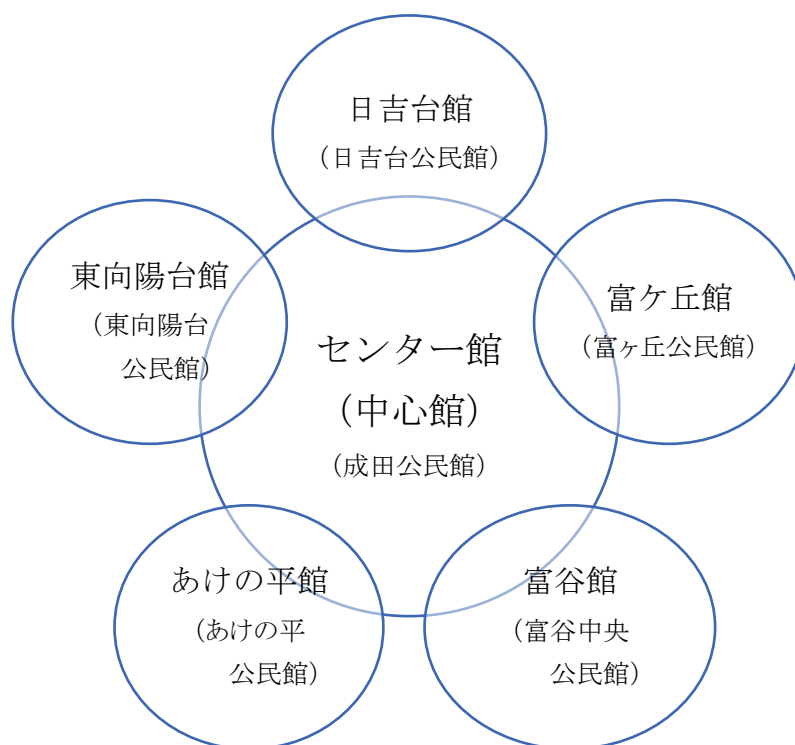 日吉台館
（日吉台公民館）
東向陽台館
（東向陽台
公民館）
富ケ丘館
（富ヶ丘公民館）
センター館
（中心館）
（成田公民館）
あけの平館
（あけの平
公民館）
富谷館
（富谷中央
公民館）